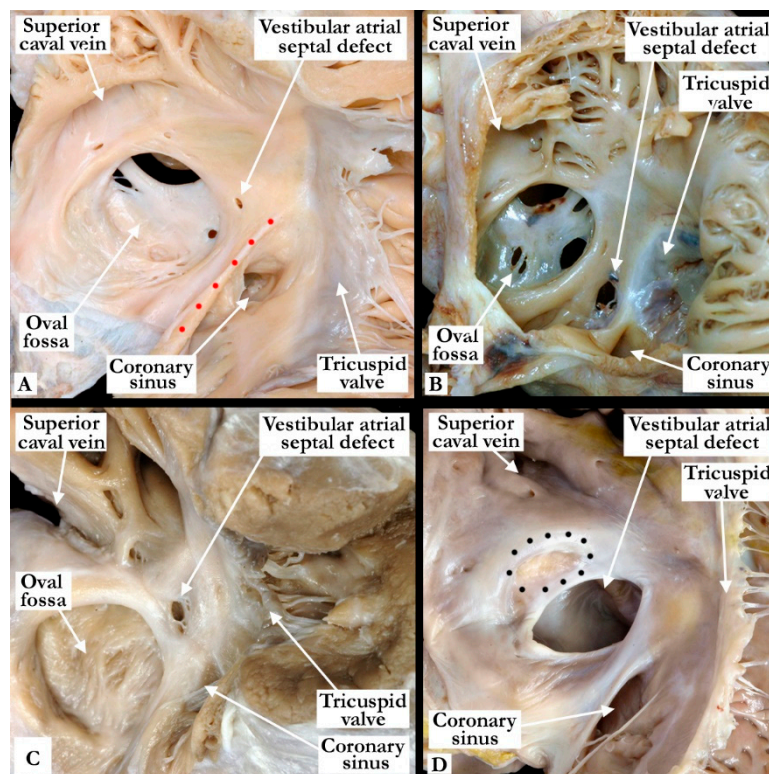 Superior
caval vein
Vestibular atrial
septal defect
Oval
fossa
Coronary
sinus
Tricuspid
valve
A
Superior
caval vein
Vestibular atrial
septal defect
Tricuspid
valve
Oval
fossa
Coronary
sinus
B
Superior
caval vein
Vestibular atrial
septal defect
Oval
fossa
Tricuspid
valve
Coronary
sinus
C
Superior
caval vein
Vestibular atrial
septal defect
Tricuspid
valve
Coronary
sinus
D